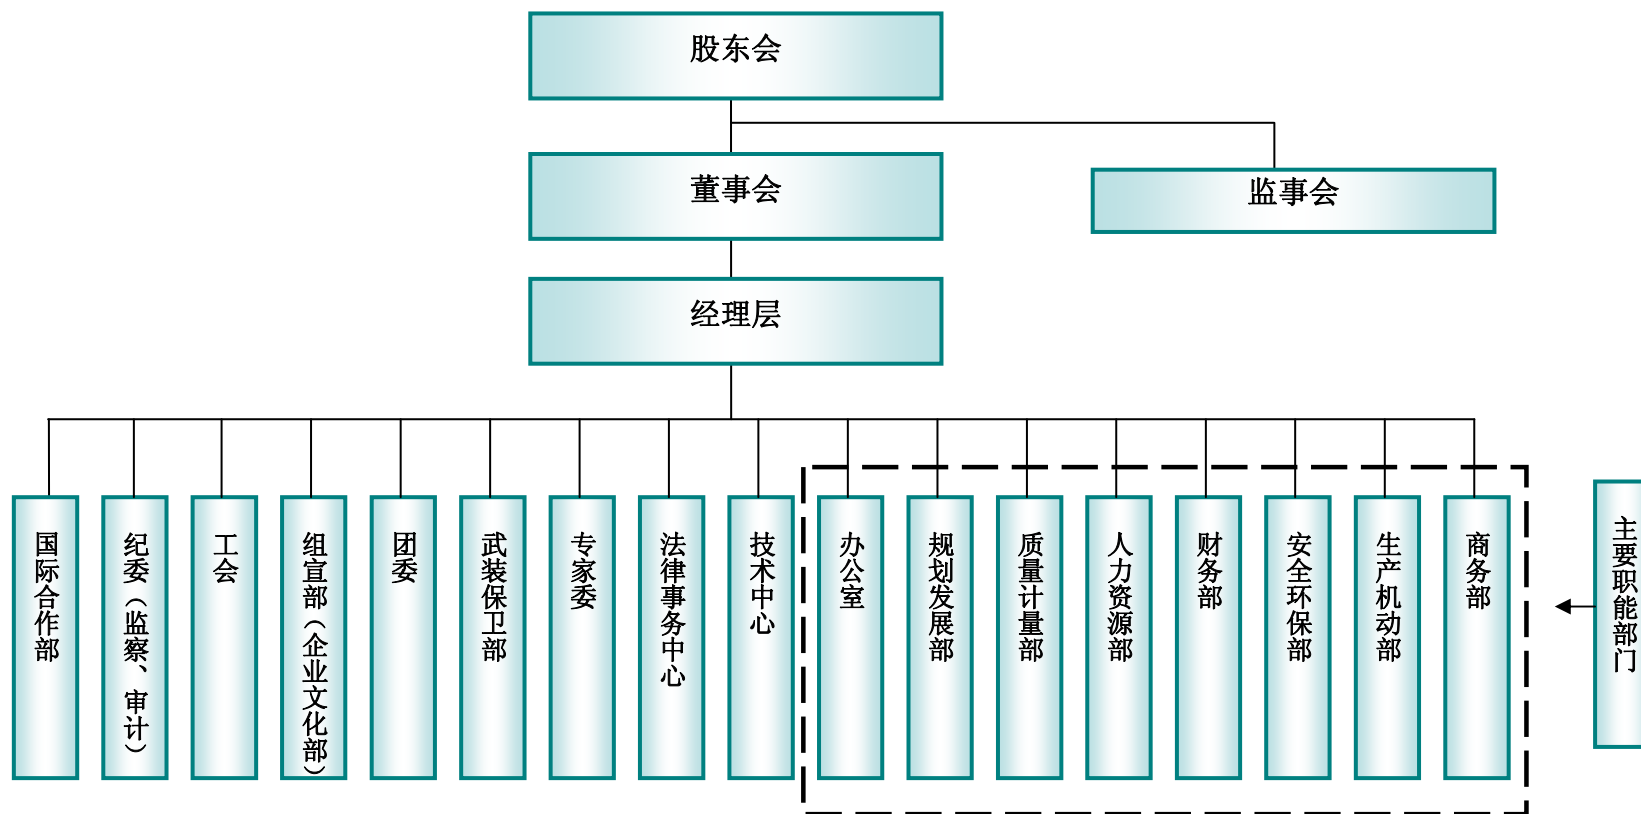 股东会
董事会
监事会
经理层
国际合作部
纪委（监察、审计）
工会
组宣部（企业文化部）
团委
武装保卫部
专家委
法律事务中心
技术中心
办公室
规划发展部
质量计量部
人力资源部
财务部
安全环保部
生产机动部
商务部
主要职能部门